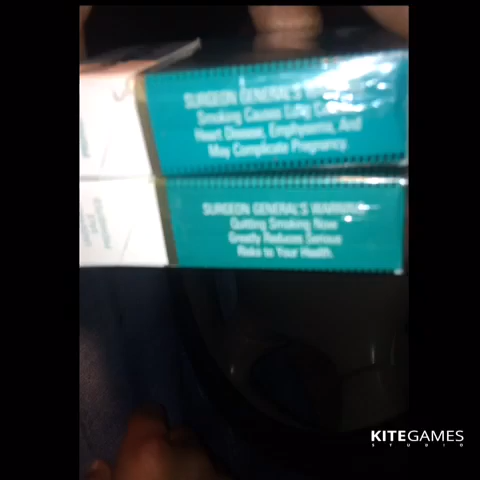 SURGEON GENERAL'S
Smoking Causes Lung
Heart Disease, Emphysema, And
May Complicate Pregnancy.
SURGEON GENERAL'S WARNING:
Quitting Smoking Now
Greatly Reduces Serious
Risks to Your Health.
KITEGAMES
STUDIO